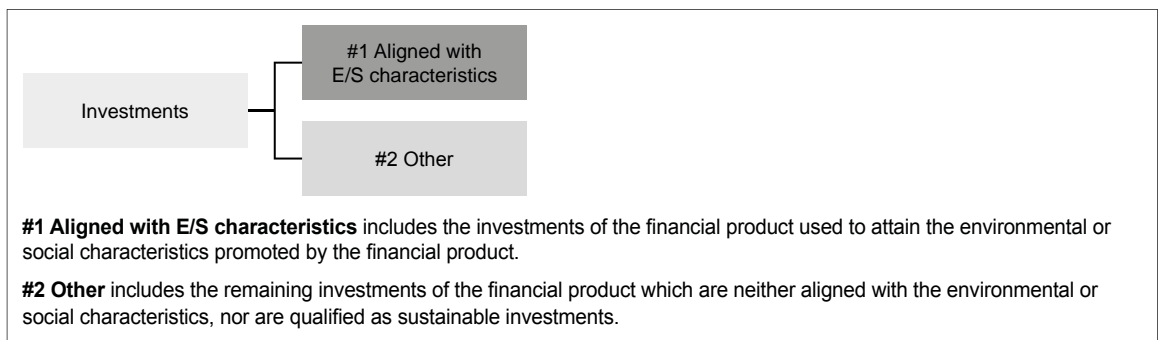 #1 Aligned with
E/S characteristics
Investments
#2 Other
#1 Aligned with E/S characteristics includes the investments of the financial product used to attain the environmental or
social characteristics promoted by the financial product.
#2 Other includes the remaining investments of the financial product which are neither aligned with the environmental or
social characteristics, nor are qualified as sustainable investments.